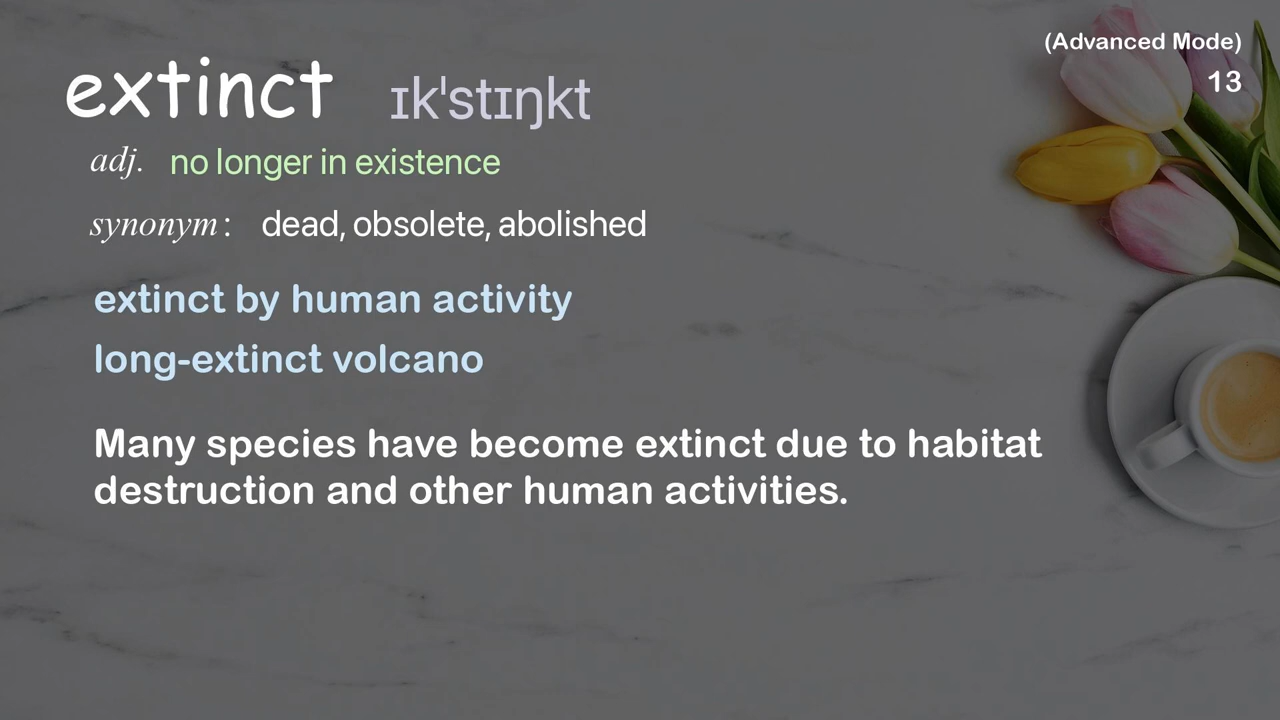 (Advanced Mode)
13
extinct ɪkˈstɪŋkt
adj. no longer in existence
synonym: dead, obsolete, abolished
extinct by human activity
long-extinct volcano
Many species have become extinct due to habitat
destruction and other human activities.